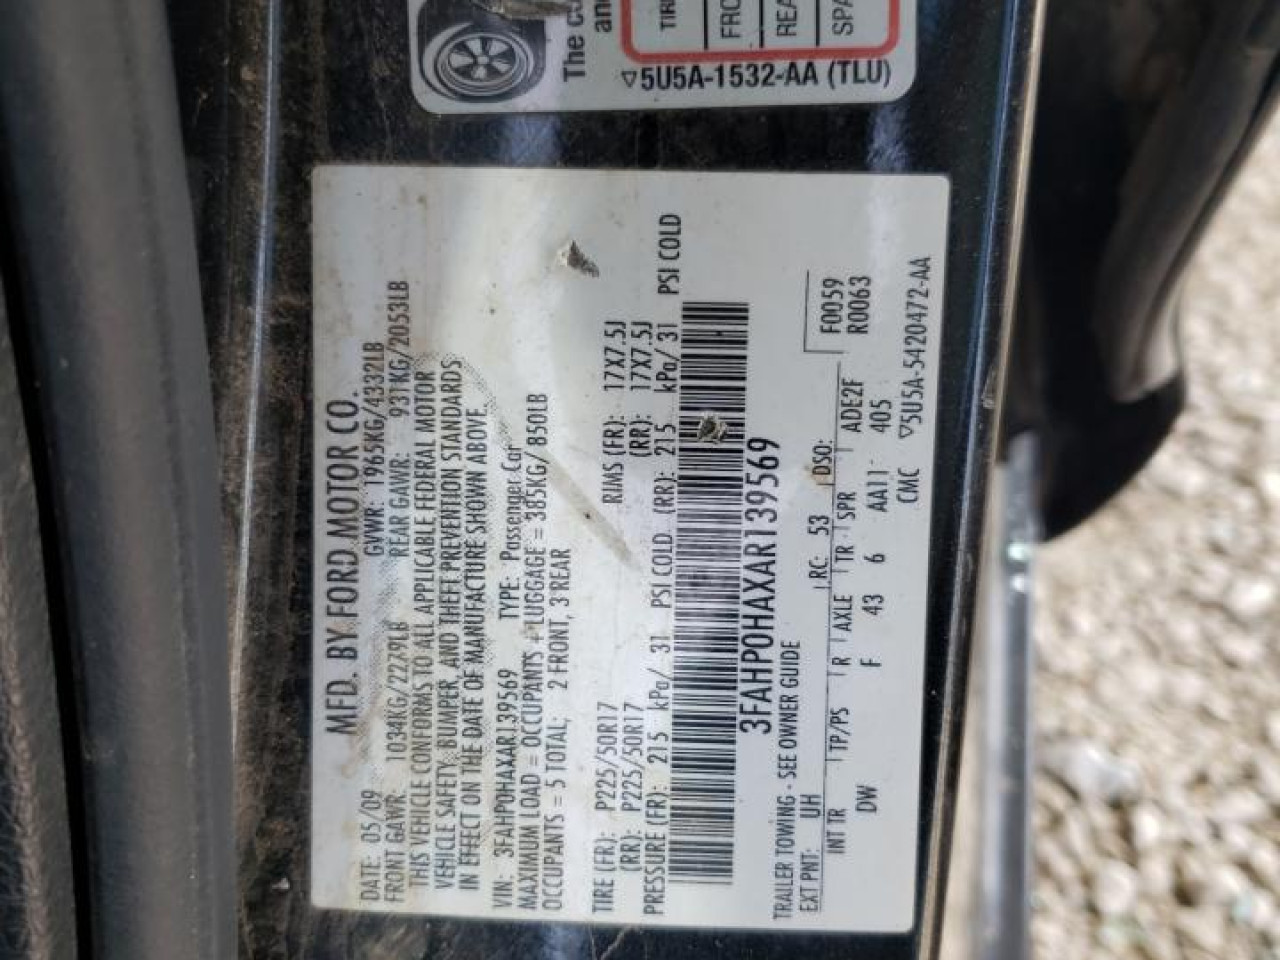 The
and
TIRE
FRO
REA
SPA
▽5U5A-1532-AA (TLU)
MFD. BY FORD MOTOR CO.
DATE: 05/09 GVWR: 1965KG/4332LB
FRONT GAWR: 1034KG/2279LB REAR GAWR: 931KG/2053LB
THIS VEHICLE CONFORMS TO ALL APPLICABLE FEDERAL MOTOR
VEHICLE SAFETY, BUMPER, AND THEFT PREVENTION STANDARDS
IN EFFECT ON THE DATE OF MANUFACTURE SHOWN ABOVE.
VIN: 3FAHP0HAXAR139569 TYPE: Passenger Car
MAXIMUM LOAD = OCCUPANTS + LUGGAGE = 385KG/850LB
OCCUPANTS = 5 TOTAL; 2 FRONT, 3 REAR
TIRE (FR): P225/50R17 RIMS (FR): 17X7.5J
(RR): P225/50R17 (RR): 17X7.5J
PRESSURE (FR): 215 kPa/ 31 PSI COLD (RR): 215 kPa/ 31 PSI COLD
3FAHP0HAXAR139569
TRAILER TOWING - SEE OWNER GUIDE
EXT PNT: UH RC: 53 DSO: F0059
INT TR TP/PS R AXLE TR SPR ADE2F R0063
DW F 43 6 AA11 405
CMC ▽5U5A-5420472-AA